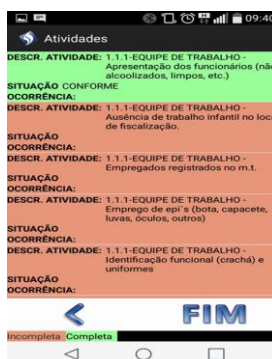 09:40
Atividades
DESCR. ATIVIDADE: 1.1.1-EQUIPE DE TRABALHO -
Apresentação dos funcionários (não
alcoolizados, limpos, etc.)
SITUAÇÃO CONFORME
OCORRÊNCIA:
DESCR. ATIVIDADE: 1.1.1-EQUIPE DE TRABALHO -
Ausência de trabalho infantil no loc
de fiscalização.
SITUAÇÃO
OCORRÊNCIA:
DESCR. ATIVIDADE: 1.1.1-EQUIPE DE TRABALHO -
Empregados registrados no m.t.
SITUAÇÃO
OCORRÊNCIA:
DESCR. ATIVIDADE: 1.1.1-EQUIPE DE TRABALHO -
Emprego de epi's (bota, capacete,
luvas, óculos, outros)
SITUAÇÃO
OCORRÊNCIA:
DESCR. ATIVIDADE: 1.1.1-EQUIPE DE TRABALHO -
Identificação funcional (crachá) e
uniformes
SITUAÇÃO
OCORRÊNCIA:
FIM
Incompleta Completa